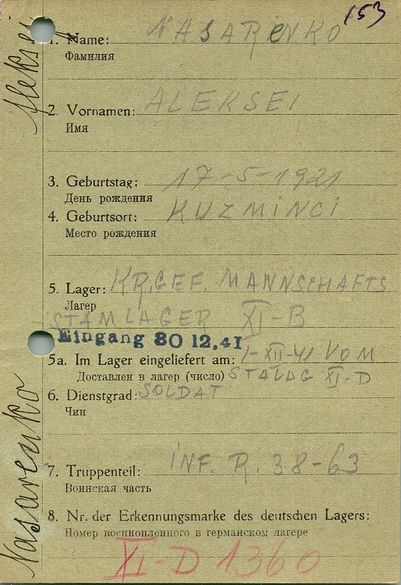 153
1. Name: NASARENKO
Фамилия
2. Vornamen: ALEKSEI
Имя
3. Geburtstag: 17-5-1921
День рождения
4. Geburtsort: KUZMINCI
Место рождения
5. Lager: KR.GEF. MANNSCHAFTS
Лагер
STAMLAGER XI-B
Eingang 30 12.41
5a. Im Lager eingeliefert am: 1-XII-41 VOM
Доставлен в лагер (число) STALAG XI-D
6. Dienstgrad: SOLDAT
Чин
7. Truppenteil: INF. R. 38-63
Воинская часть
8. Nr. der Erkennungsmarke des deutschen Lagers:
Номер военнопленного в германском лагере
XI-D 1360
Nasarenko Aleksej